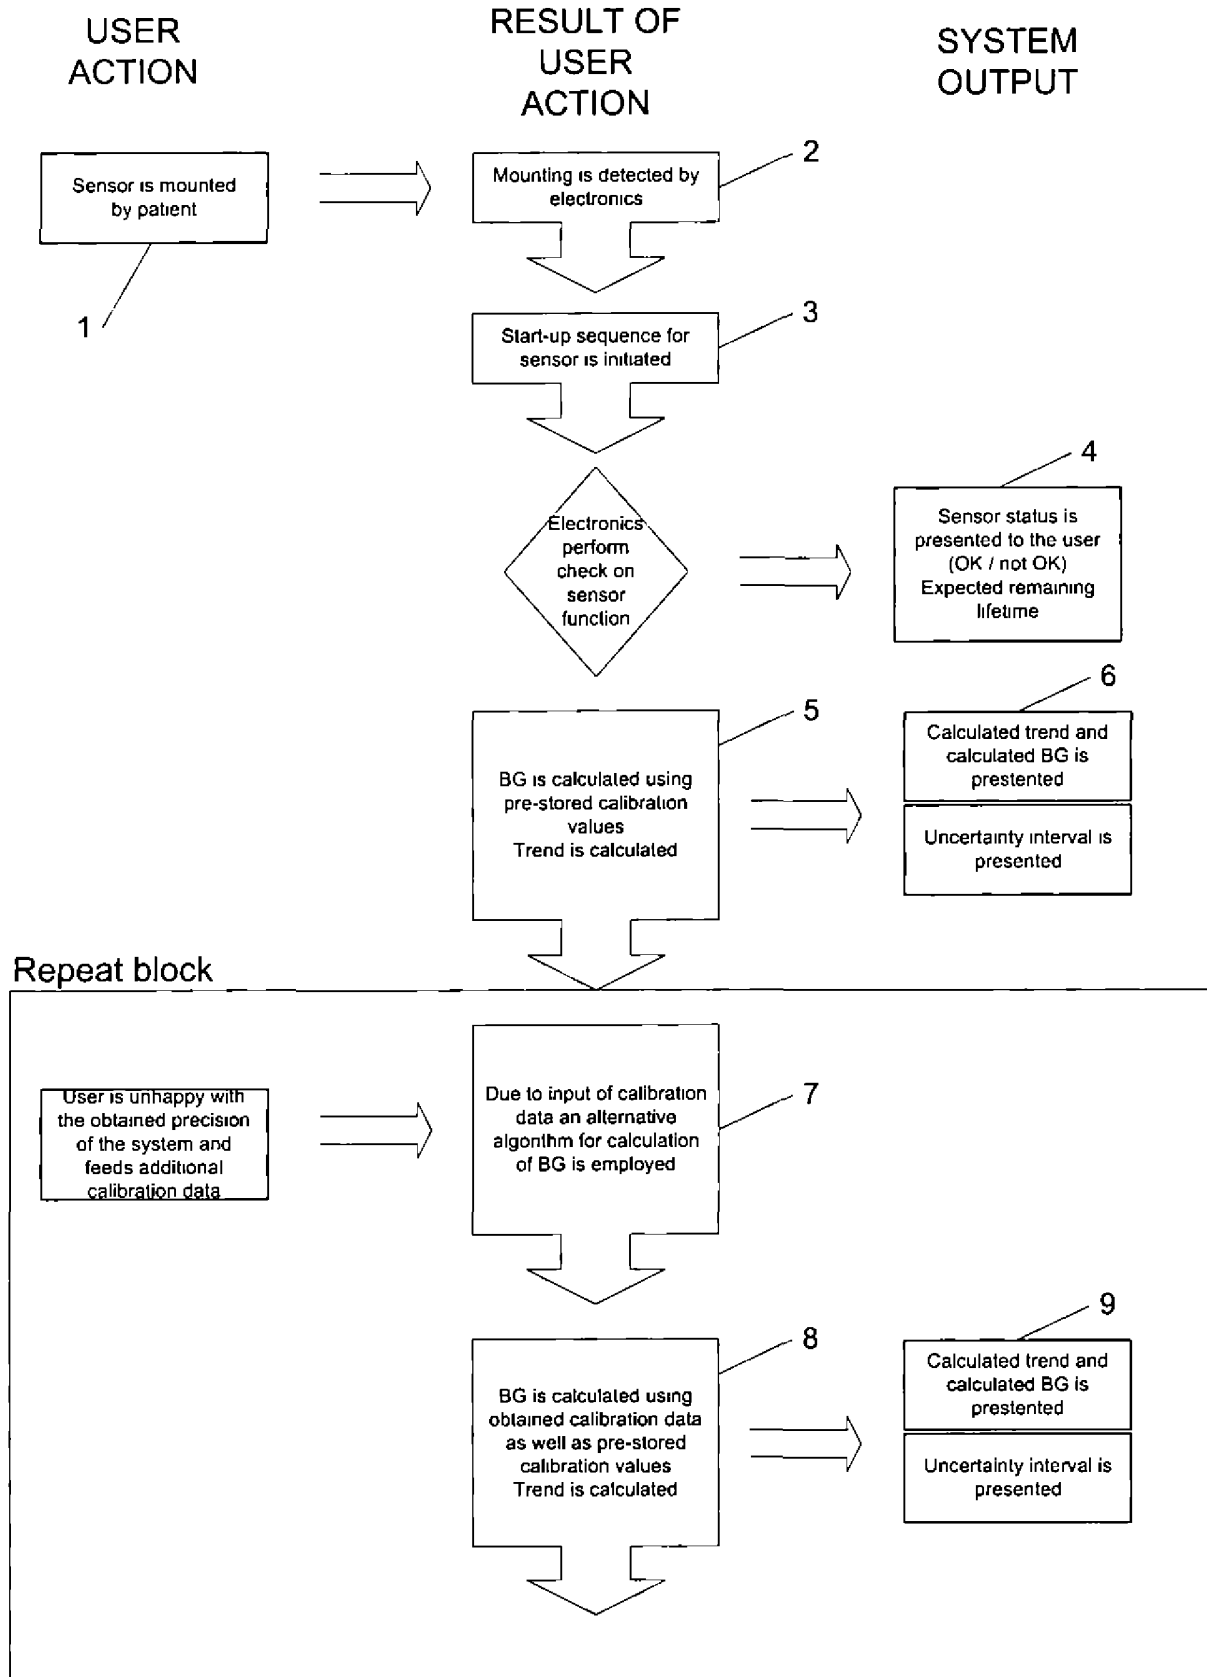 USER
ACTION
RESULT OF
USER
ACTION
SYSTEM
OUTPUT
Sensor is mounted
by patient
1
Mounting is detected by
electronics
2
Start-up sequence for
sensor is initiated
3
Electronics
perform
check on
sensor
function
4
Sensor status is
presented to the user
(OK / not OK)
Expected remaining
lifetime
5
BG is calculated using
pre-stored calibration
values
Trend is calculated
6
Calculated trend and
calculated BG is
prestented
Uncertainty interval is
presented
Repeat block
User is unhappy with
the obtained precision
of the system and
feeds additional
calibration data
Due to input of calibration
data an alternative
algorithm for calculation
of BG is employed
7
8
BG is calculated using
obtained calibration data
as well as pre-stored
calibration values
Trend is calculated
9
Calculated trend and
calculated BG is
prestented
Uncertainty interval is
presented